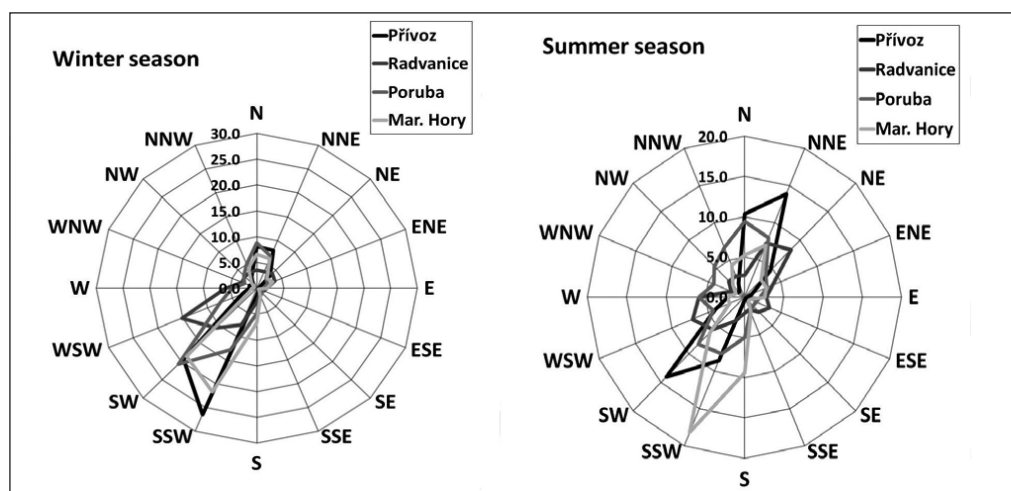 Winter season
Přívoz
Radvanice
Poruba
Mar. Hory
N
NNE
NE
ENE
E
ESE
SE
SSE
S
SSW
SW
WSW
W
WNW
NW
NNW
30.0
25.0
20.0
15.0
10.0
5.0
0.0
Summer season
Přívoz
Radvanice
Poruba
Mar. Hory
N
NNE
NE
ENE
E
ESE
SE
SSE
S
SSW
SW
WSW
W
WNW
NW
NNW
20.0
15.0
10.0
5.0
0.0